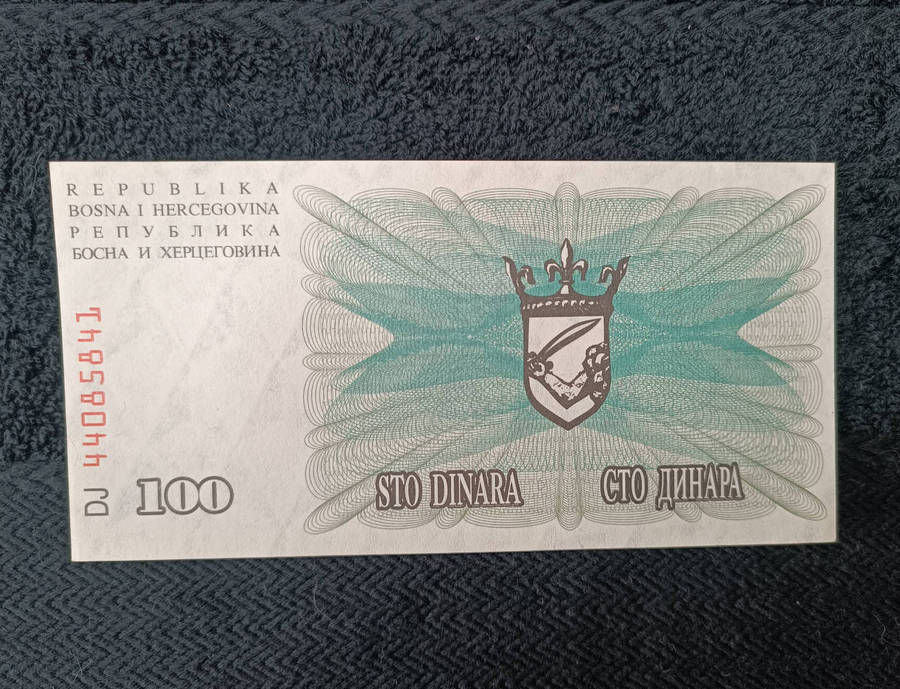 REPUBLIKA
BOSNA I HERCEGOVINA
РЕПУБЛИКА
БОСНА И ХЕРЦЕГОВИНА
DJ 44085841
100
STO DINARA
СТО ДИНАРА